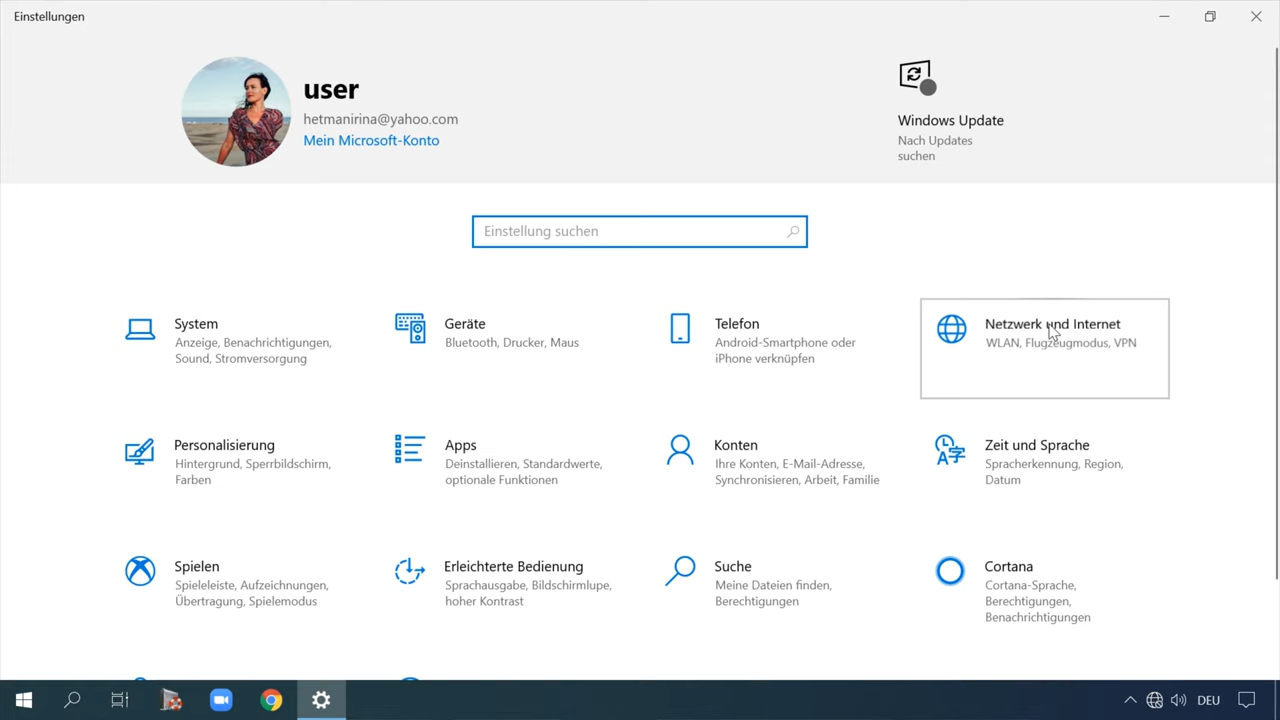 Einstellungen
user
hetmanirina@yahoo.com
Mein Microsoft-Konto
Windows Update
Nach Updates
suchen
Einstellung suchen
System
Anzeige, Benachrichtigungen,
Sound, Stromversorgung
Geräte
Bluetooth, Drucker, Maus
Telefon
Android-Smartphone oder
iPhone verknüpfen
Netzwerk und Internet
WLAN, Flugzeugmodus, VPN
Personalisierung
Hintergrund, Sperrbildschirm,
Farben
Apps
Deinstallieren, Standardwerte,
optionale Funktionen
Konten
Ihre Konten, E-Mail-Adresse,
Synchronisieren, Arbeit, Familie
Zeit und Sprache
Spracherkennung, Region,
Datum
Spielen
Spieleleiste, Aufzeichnungen,
Übertragung, Spielemodus
Erleichterte Bedienung
Sprachausgabe, Bildschirmlupe,
hoher Kontrast
Suche
Meine Dateien finden,
Berechtigungen
Cortana
Cortana-Sprache,
Berechtigungen,
Benachrichtigungen
DEU